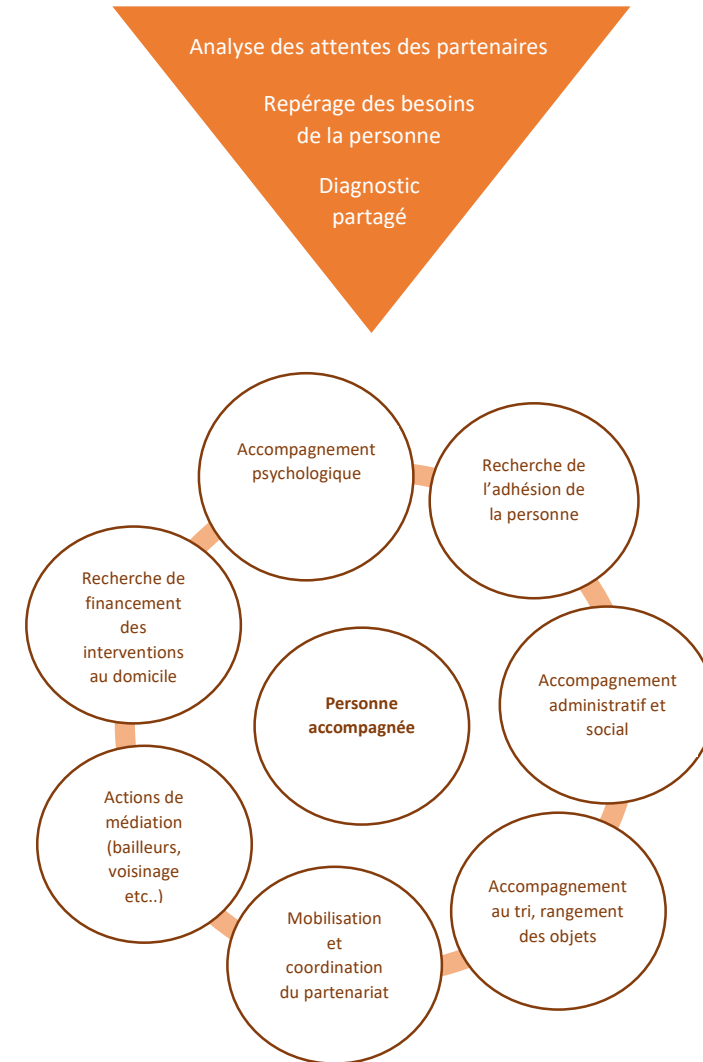 Analyse des attentes des partenaires
Repérage des besoins
de la personne
Diagnostic
partagé
Accompagnement
psychologique
Recherche de
l’adhésion de
la personne
Accompagnement
administratif et
social
Accompagnement
au tri, rangement
des objets
Mobilisation
et
coordination
du partenariat
Actions de
médiation
(bailleurs,
voisinage
etc..)
Recherche de
financement
des
interventions
au domicile
Personne
accompagnée